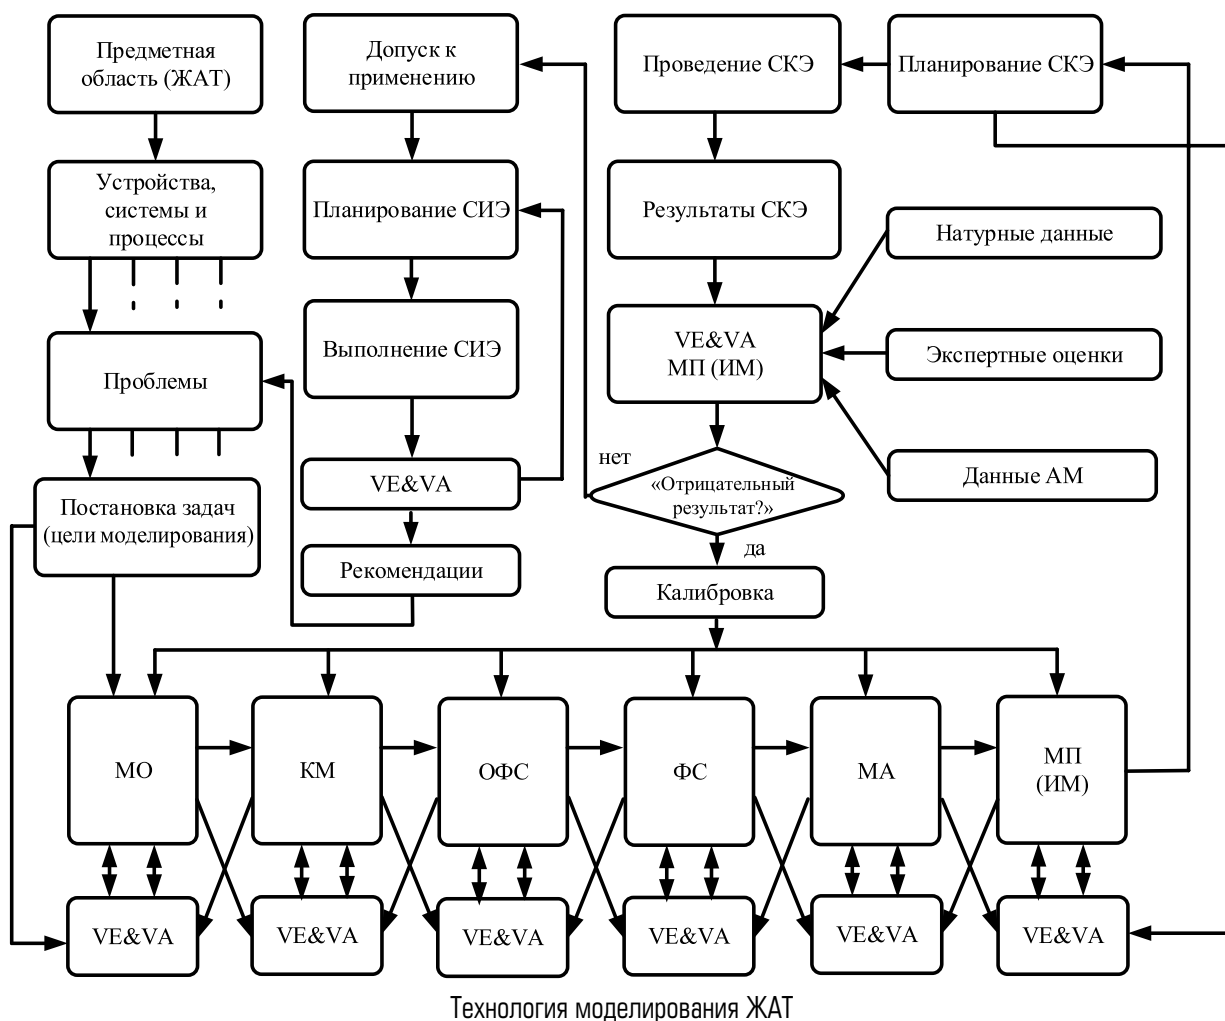 Предметная
область (ЖАТ)
Допуск к
применению
Проведение СКЭ
Планирование СКЭ
Устройства,
системы и
процессы
Планирование СИЭ
Результаты СКЭ
Натурные данные
Проблемы
Выполнение СИЭ
VE&VA
МП (ИМ)
Экспертные оценки
нет
VE&VA
«Отрицательный
результат?»
Данные АМ
Постановка задач
(цели моделирования)
да
Рекомендации
Калибровка
МО
КМ
ОФС
ФС
МА
МП
(ИМ)
VE&VA
VE&VA
VE&VA
VE&VA
VE&VA
VE&VA
Технология моделирования ЖАТ